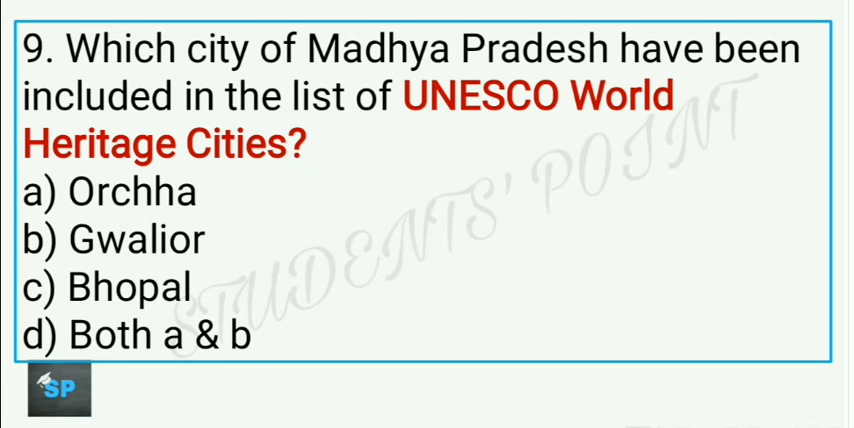 9. Which city of Madhya Pradesh have been
included in the list of UNESCO World
Heritage Cities?
a) Orchha
b) Gwalior
c) Bhopal
d) Both a & b
STUDENTS' POINT
SP